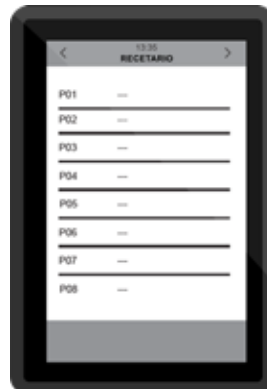 13:35
RECETARIO
P01 ---
P02 ---
P03 ---
P04 ---
P05 ---
P06 ---
P07 ---
P08 ---